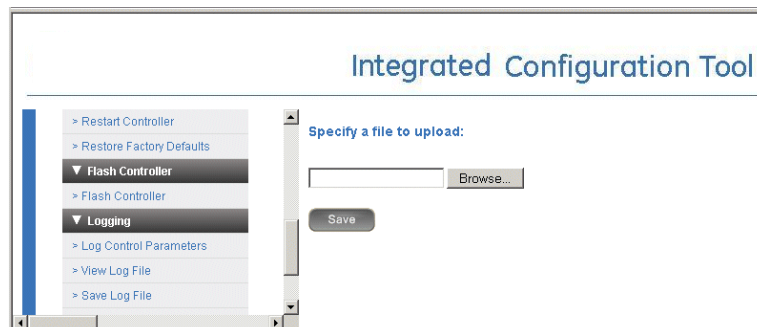 Integrated Configuration Tool
> Restart Controller
> Restore Factory Defaults
▼ Flash Controller
> Flash Controller
▼ Logging
> Log Control Parameters
> View Log File
> Save Log File
Specify a file to upload:
Browse...
Save